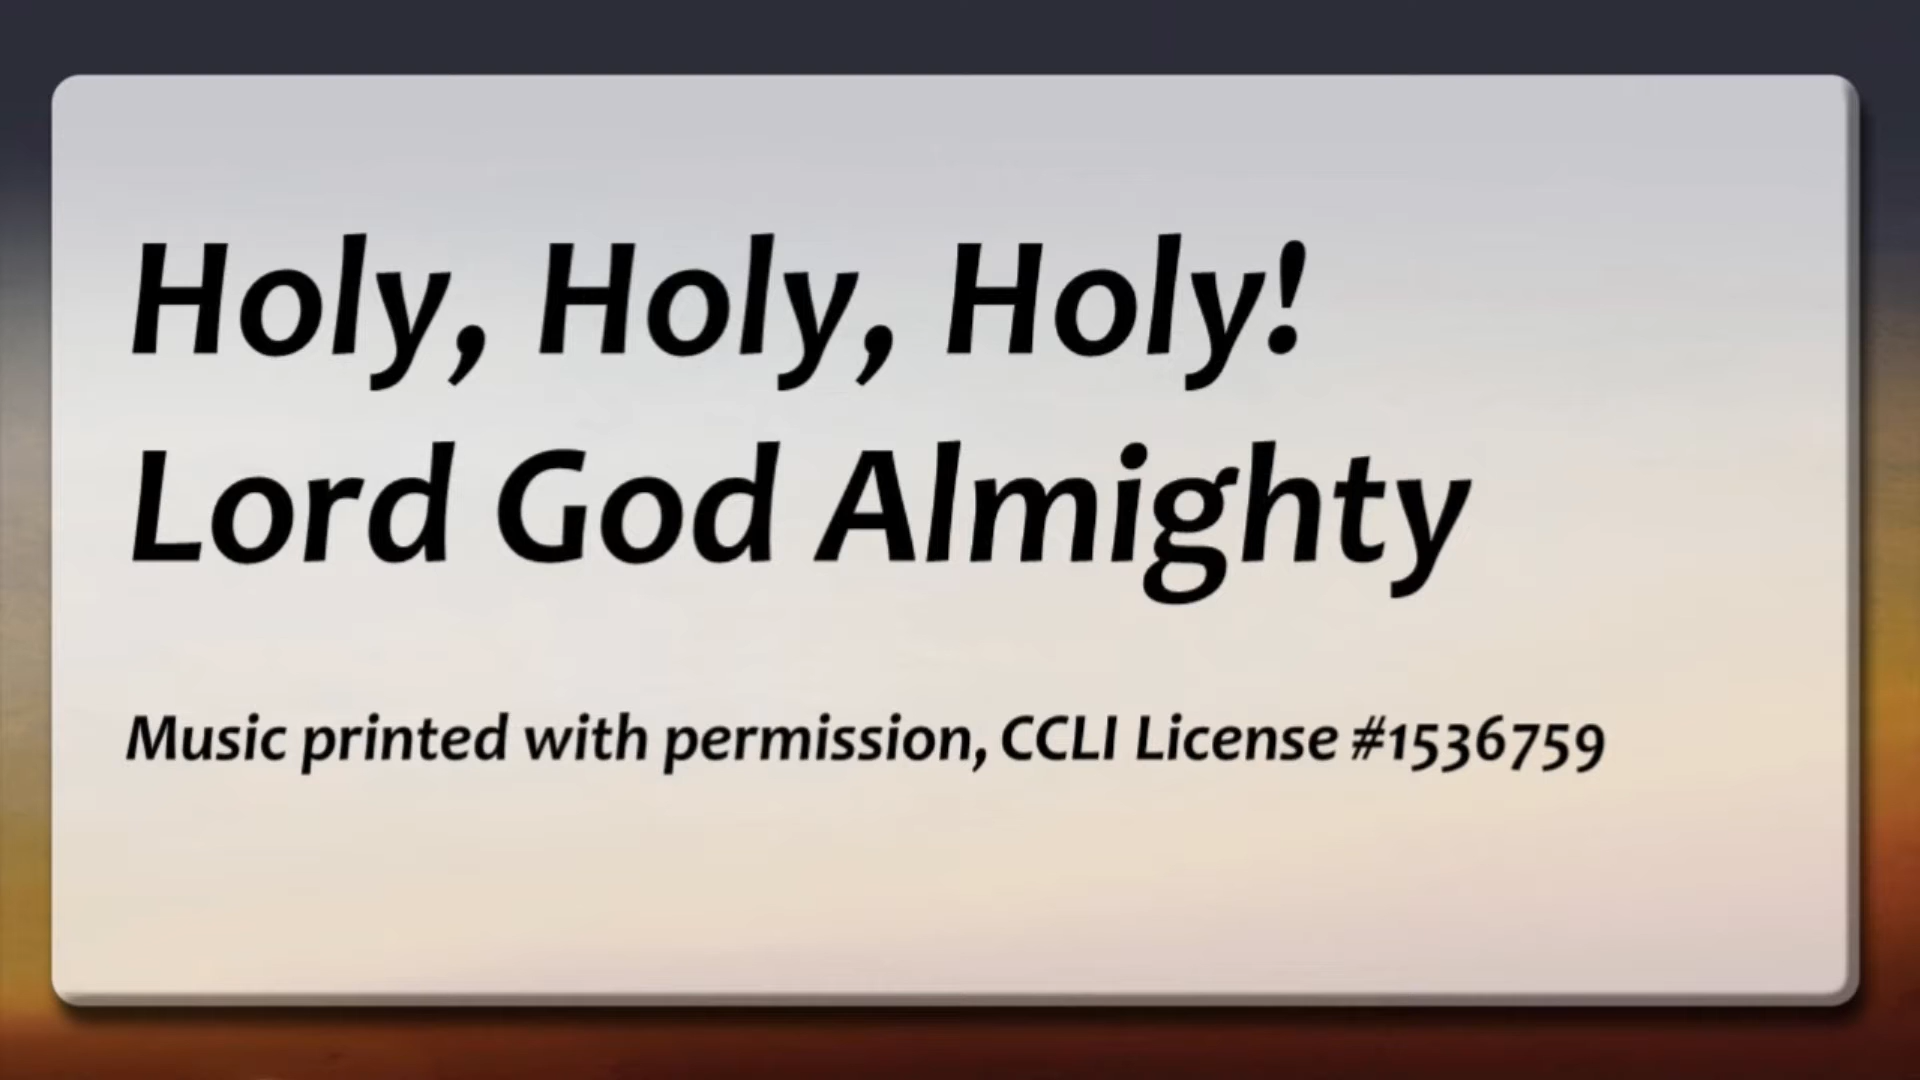 Holy, Holy, Holy!
Lord God Almighty
Music printed with permission, CCLI License #1536759